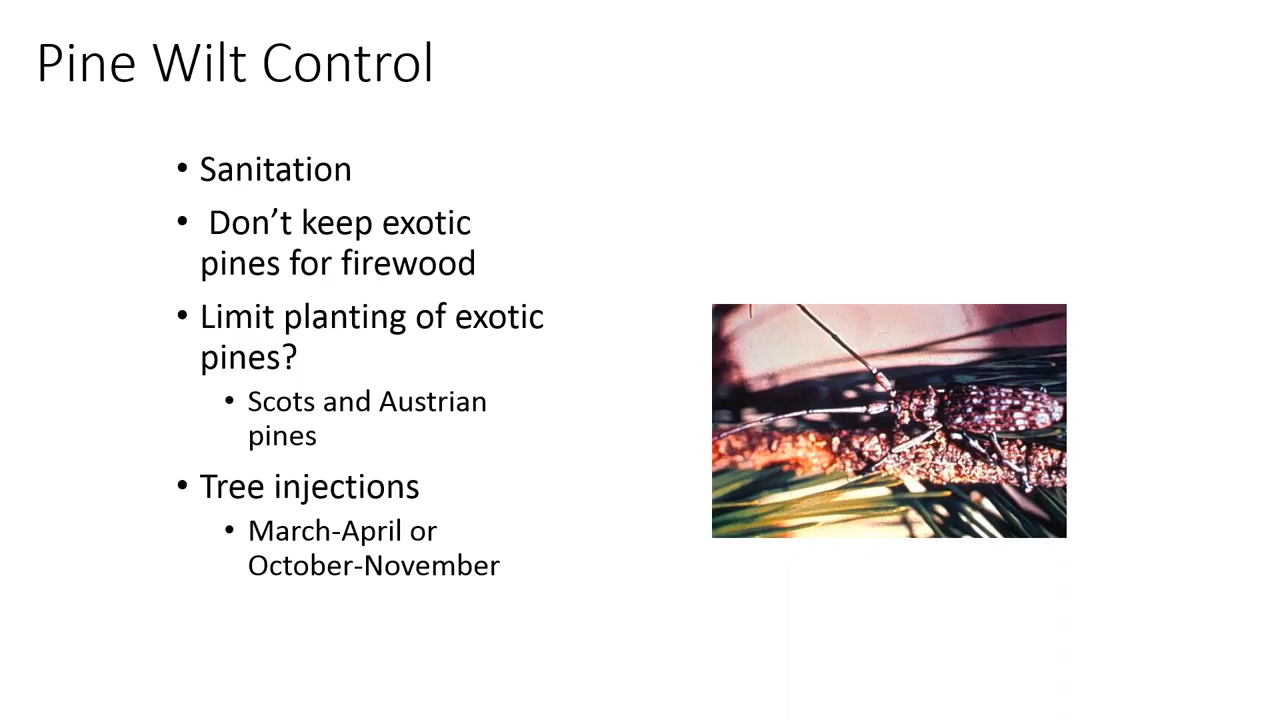 Pine Wilt Control
• Sanitation
• Don’t keep exotic
pines for firewood
• Limit planting of exotic
pines?
• Scots and Austrian
pines
• Tree injections
• March-April or
October-November